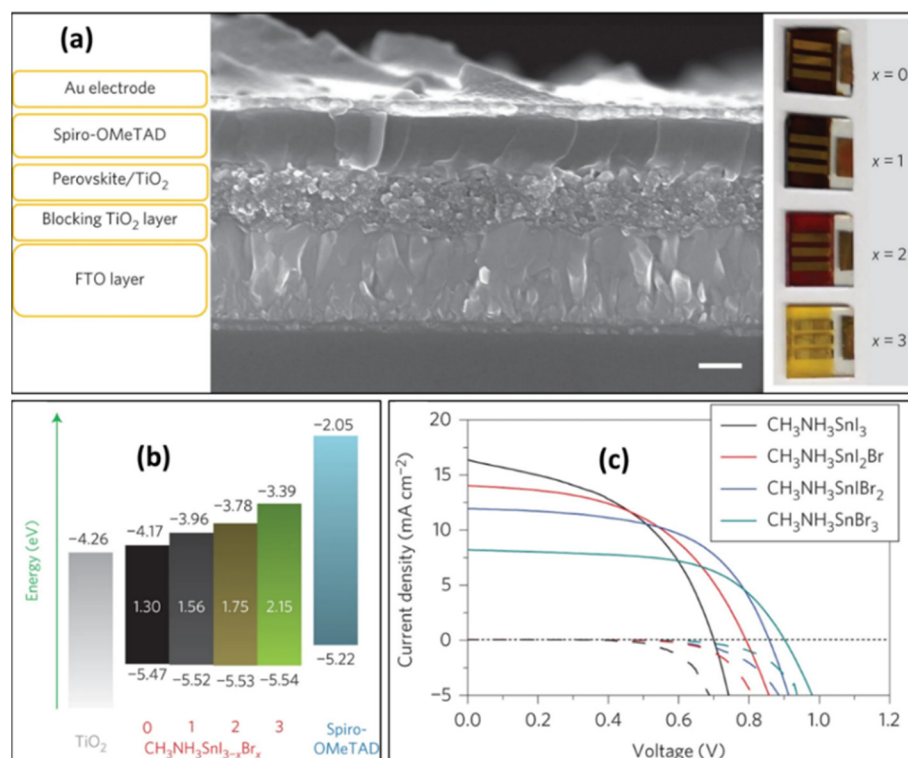 (a)
Au electrode
Spiro-OMeTAD
Perovskite/TiO₂
Blocking TiO₂ layer
FTO layer
x = 0
x = 1
x = 2
x = 3
(b)
Energy (eV)
−4.26
−4.17
−3.96
−3.78
−3.39
−2.05
1.30
1.56
1.75
2.15
−5.47
−5.52
−5.53
−5.54
−5.22
TiO₂
0 1 2 3
CH₃NH₃SnI₃₋ₓBrₓ
Spiro-
OMeTAD
(c)
CH₃NH₃SnI₃
CH₃NH₃SnI₂Br
CH₃NH₃SnIBr₂
CH₃NH₃SnBr₃
Current density (mA cm⁻²)
20
15
10
5
0
−5
0.0 0.2 0.4 0.6 0.8 1.0 1.2
Voltage (V)